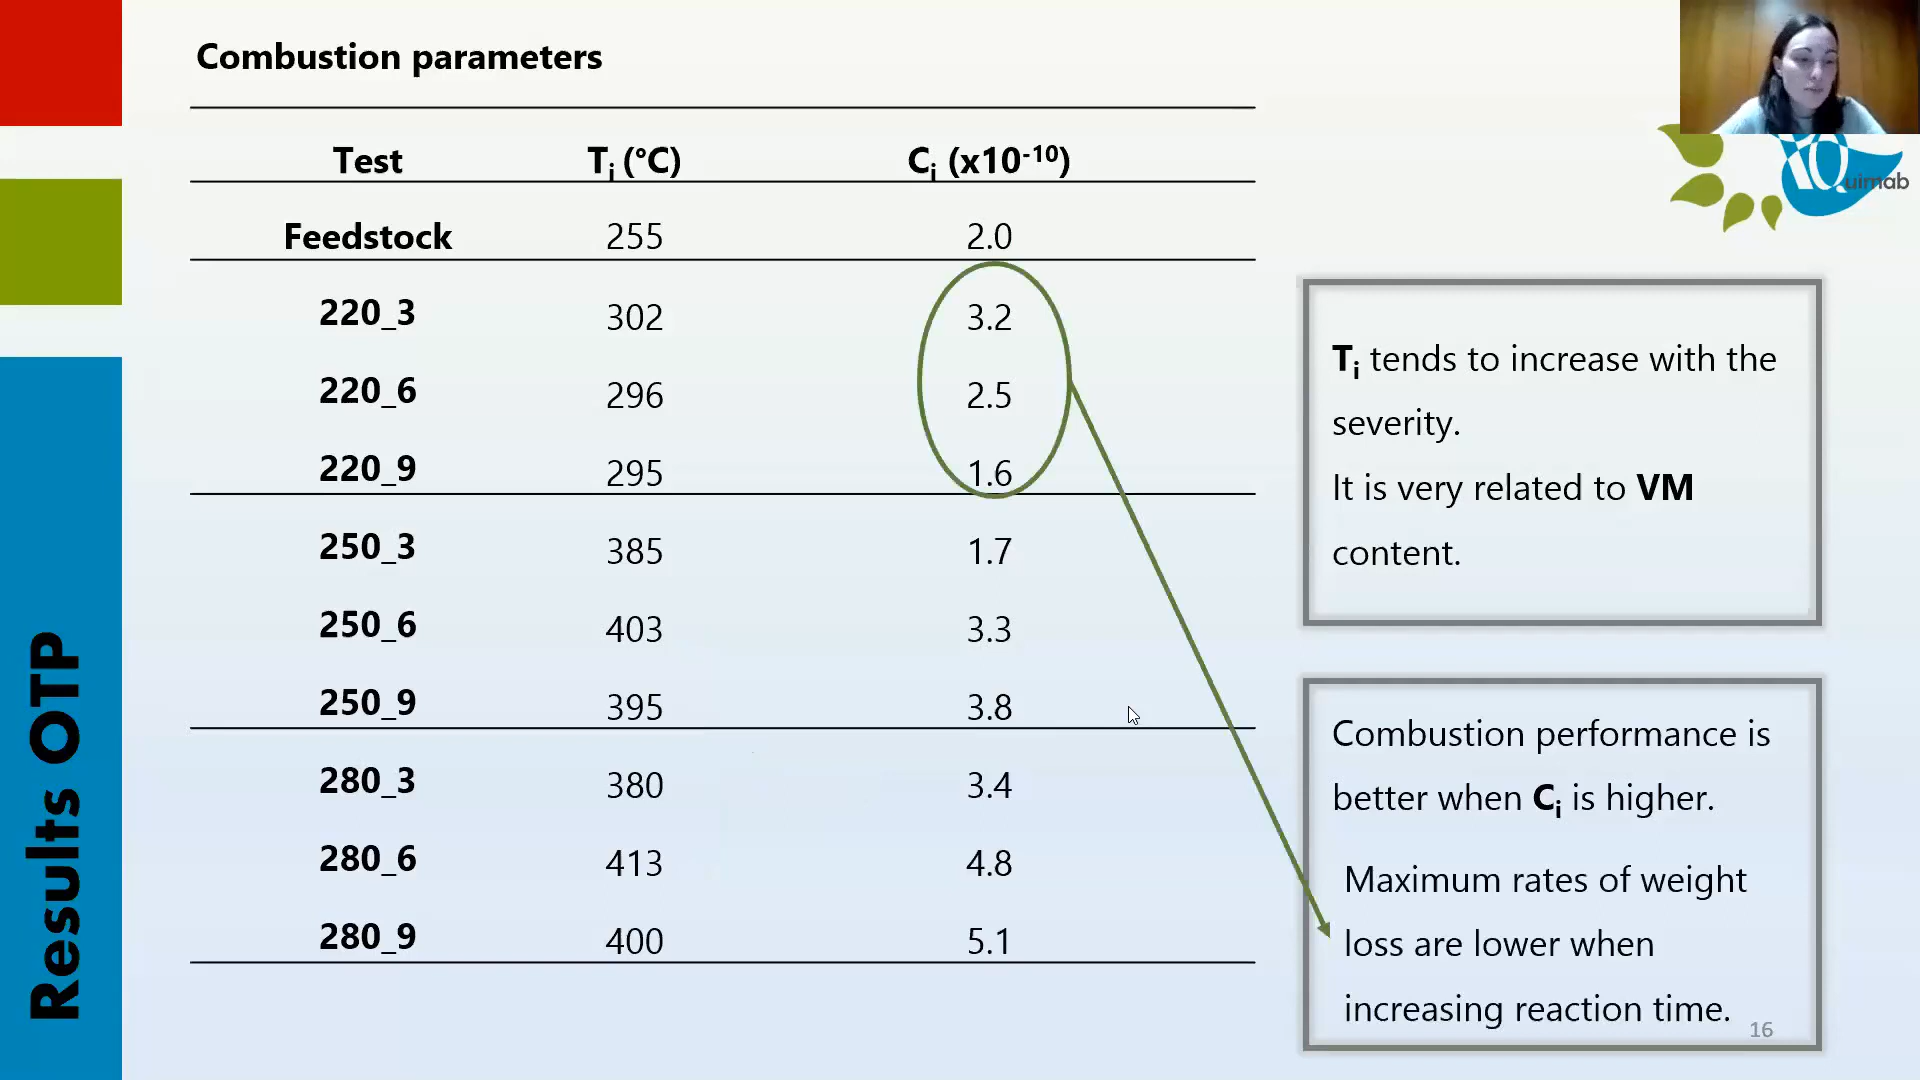 Combustion parameters
Test Ti (°C) Ci (x10-10)
Feedstock 255 2.0
220_3 302 3.2
220_6 296 2.5
220_9 295 1.6
250_3 385 1.7
250_6 403 3.3
250_9 395 3.8
280_3 380 3.4
280_6 413 4.8
280_9 400 5.1
Ti tends to increase with the
severity.
It is very related to VM
content.
Combustion performance is
better when Ci is higher.
Maximum rates of weight
loss are lower when
increasing reaction time.
16
Results OTP
Quimab